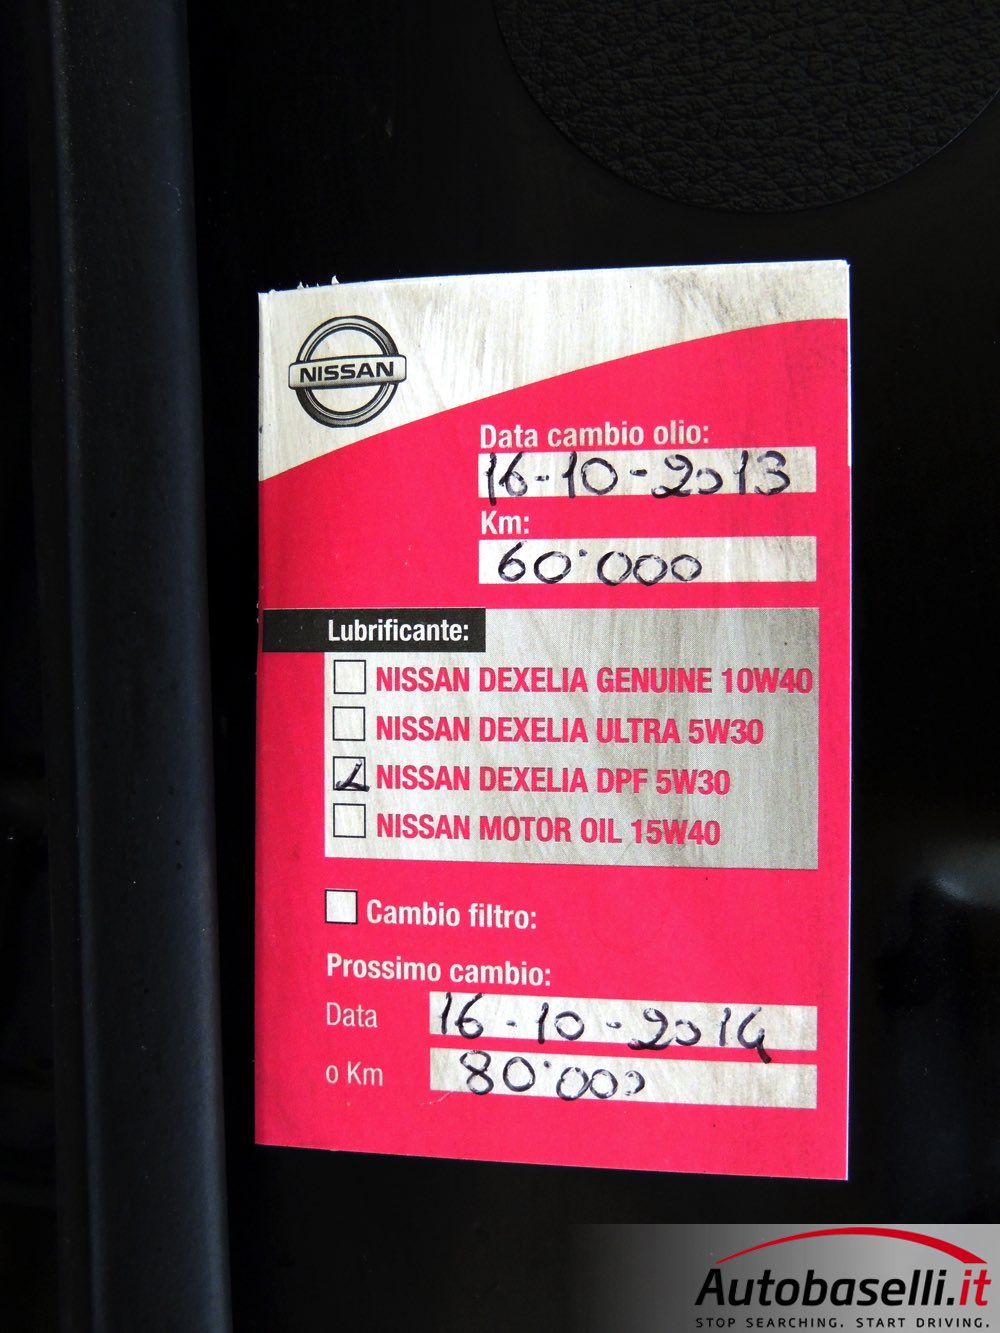 NISSAN
Data cambio olio:
16-10-2013
Km:
60'000
Lubrificante:
NISSAN DEXELIA GENUINE 10W40
NISSAN DEXELIA ULTRA 5W30
NISSAN DEXELIA DPF 5W30
NISSAN MOTOR OIL 15W40
Cambio filtro:
Prossimo cambio:
Data 16-10-2014
o Km 80'000
Autobaselli.it
STOP SEARCHING. START DRIVING.